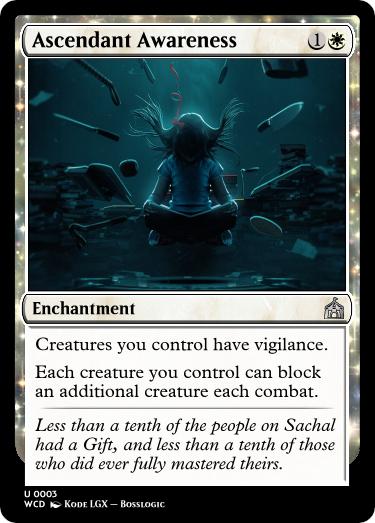 Ascendant Awareness 1
Enchantment
Creatures you control have vigilance.
Each creature you control can block
an additional creature each combat.
Less than a tenth of the people on Sachal
had a Gift, and less than a tenth of those
who did ever fully mastered theirs.
U 0003
WCD Kode LGX – Bosslogic